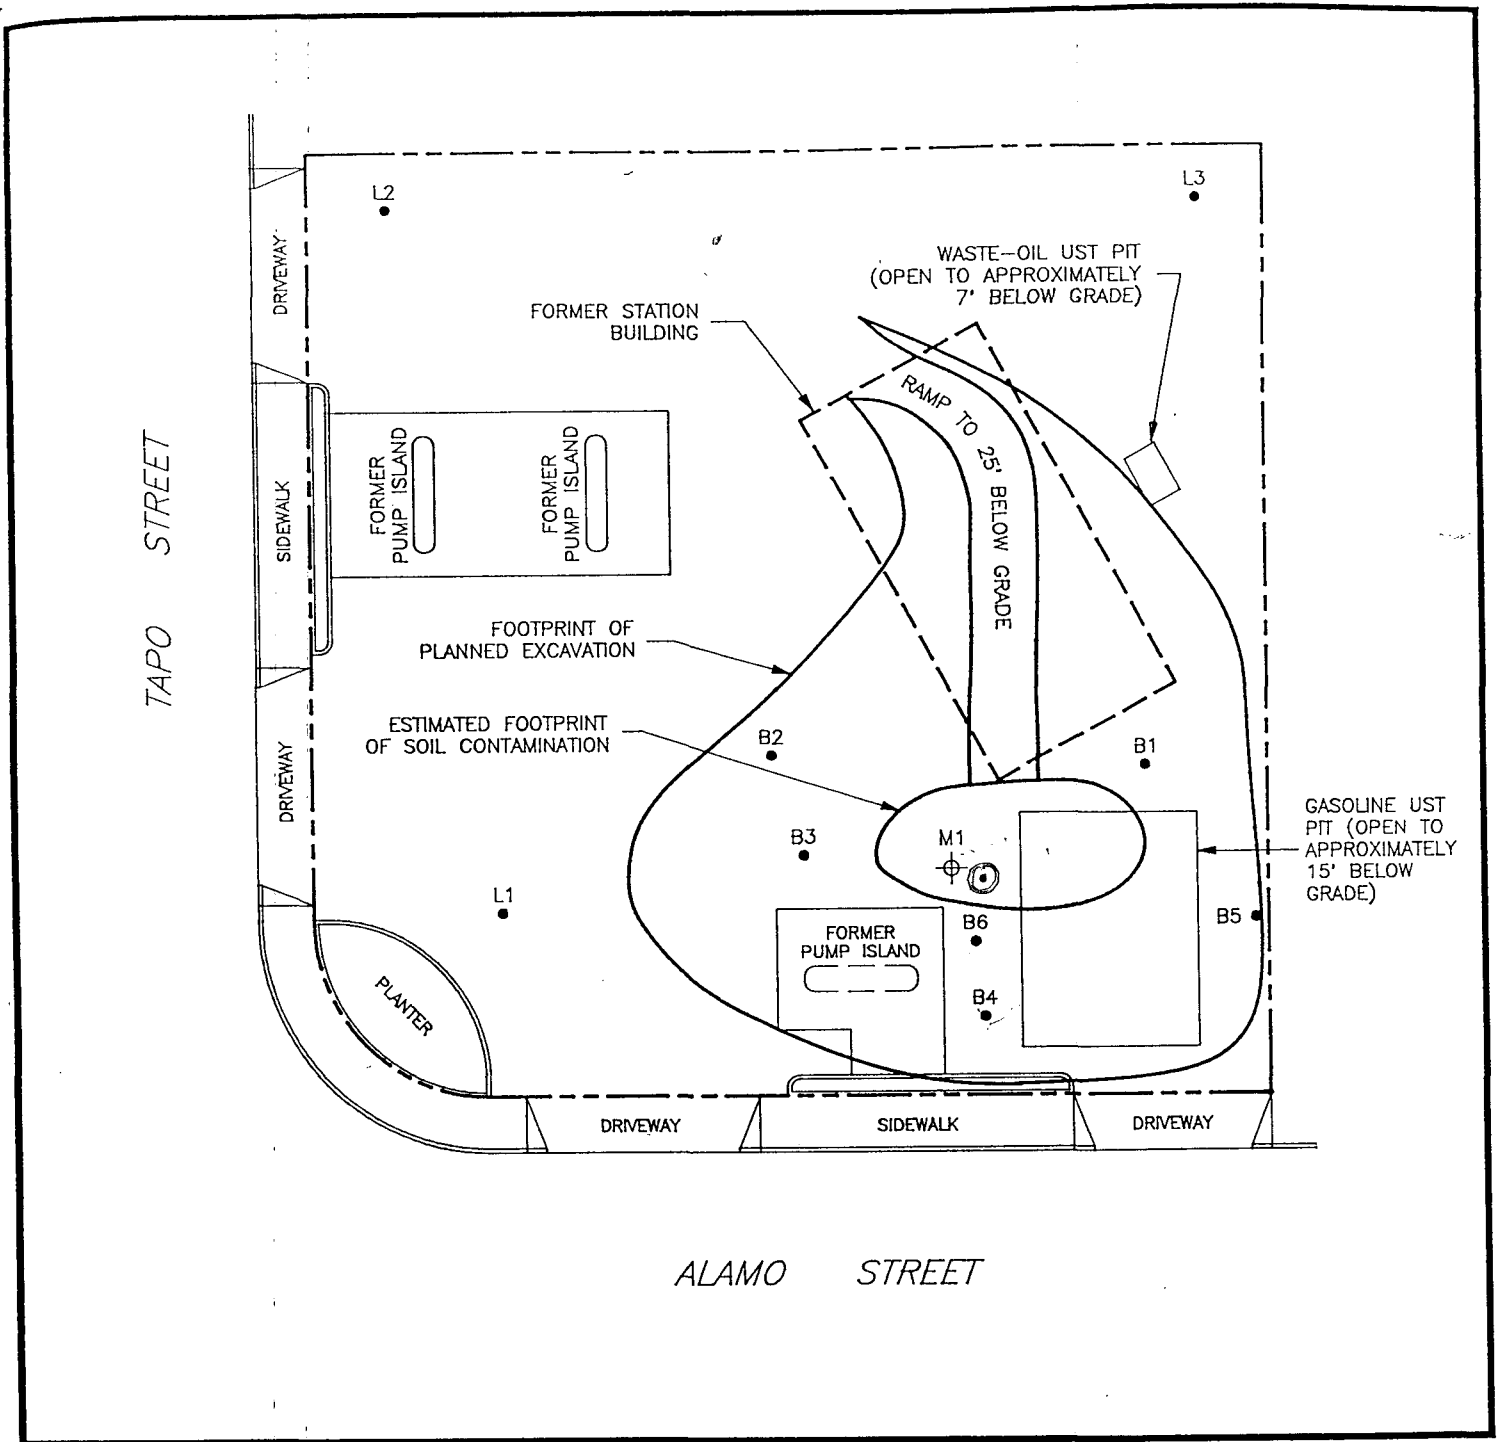 L2
L3
DRIVEWAY
WASTE-OIL UST PIT
(OPEN TO APPROXIMATELY
7' BELOW GRADE)
FORMER STATION
BUILDING
RAMP TO 25' BELOW GRADE
TAPO STREET
SIDEWALK
FORMER
PUMP ISLAND
FORMER
PUMP ISLAND
FOOTPRINT OF
PLANNED EXCAVATION
ESTIMATED FOOTPRINT
OF SOIL CONTAMINATION
B2
B1
DRIVEWAY
GASOLINE UST
PIT (OPEN TO
APPROXIMATELY
15' BELOW
GRADE)
B3
M1
L1
B5
FORMER
PUMP ISLAND
B6
B4
PLANTER
DRIVEWAY
SIDEWALK
DRIVEWAY
ALAMO STREET